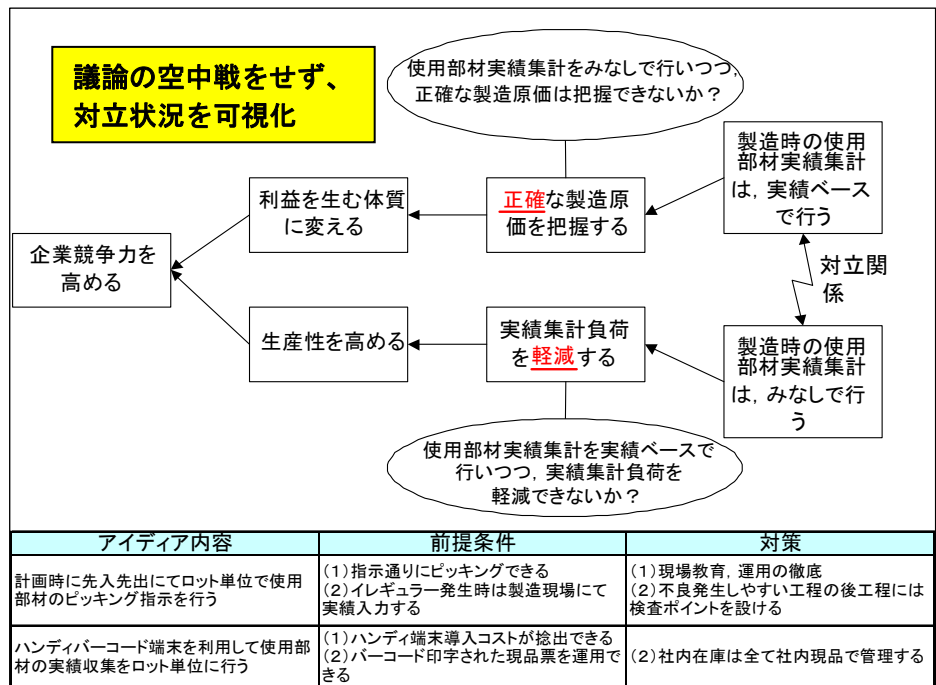 議論の空中戦をせず、
対立状況を可視化
使用部材実績集計をみなしで行いつつ,
正確な製造原価は把握できないか？
製造時の使用
部材実績集計
は，実績ベース
で行う
利益を生む体質
に変える
正確な製造原
価を把握する
企業競争力を
高める
対立関
係
生産性を高める
実績集計負荷
を軽減する
製造時の使用
部材実績集計
は，みなしで行
う
使用部材実績集計を実績ベースで
行いつつ，実績集計負荷を
軽減できないか？
アイディア内容 前提条件 対策
計画時に先入先出にてロット単位で使用
部材のピッキング指示を行う
（1）指示通りにピッキングできる
（2）イレギュラー発生時は製造現場にて
実績入力する
（1）現場教育，運用の徹底
（2）不良発生しやすい工程の後工程には
検査ポイントを設ける
ハンディバーコード端末を利用して使用部
材の実績収集をロット単位に行う
（1）ハンディ端末導入コストが捻出できる
（2）バーコード印字された現品票を運用で
きる
（2）社内在庫は全て社内現品で管理する